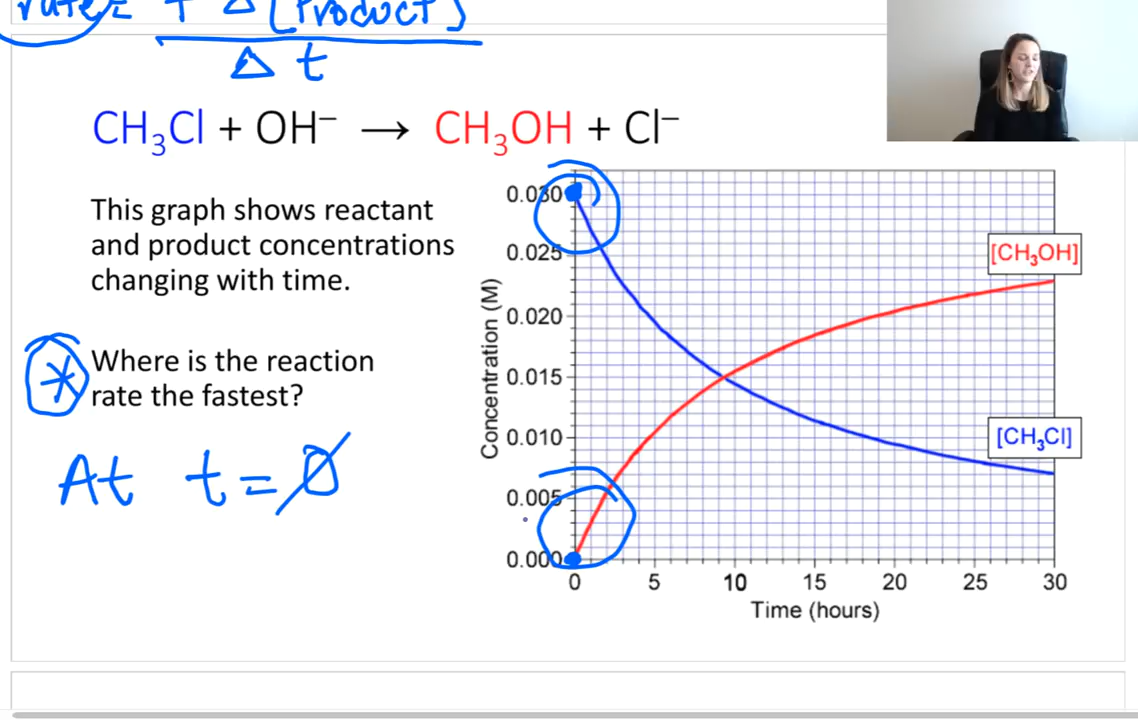 rate = + Δ [Product]
Δ t
CH₃Cl + OH⁻ → CH₃OH + Cl⁻
This graph shows reactant
and product concentrations
changing with time.
* Where is the reaction
rate the fastest?
At t = Ø
Concentration (M)
0.030
0.025
0.020
0.015
0.010
0.005
0.000
[CH₃OH]
[CH₃Cl]
0 5 10 15 20 25 30
Time (hours)